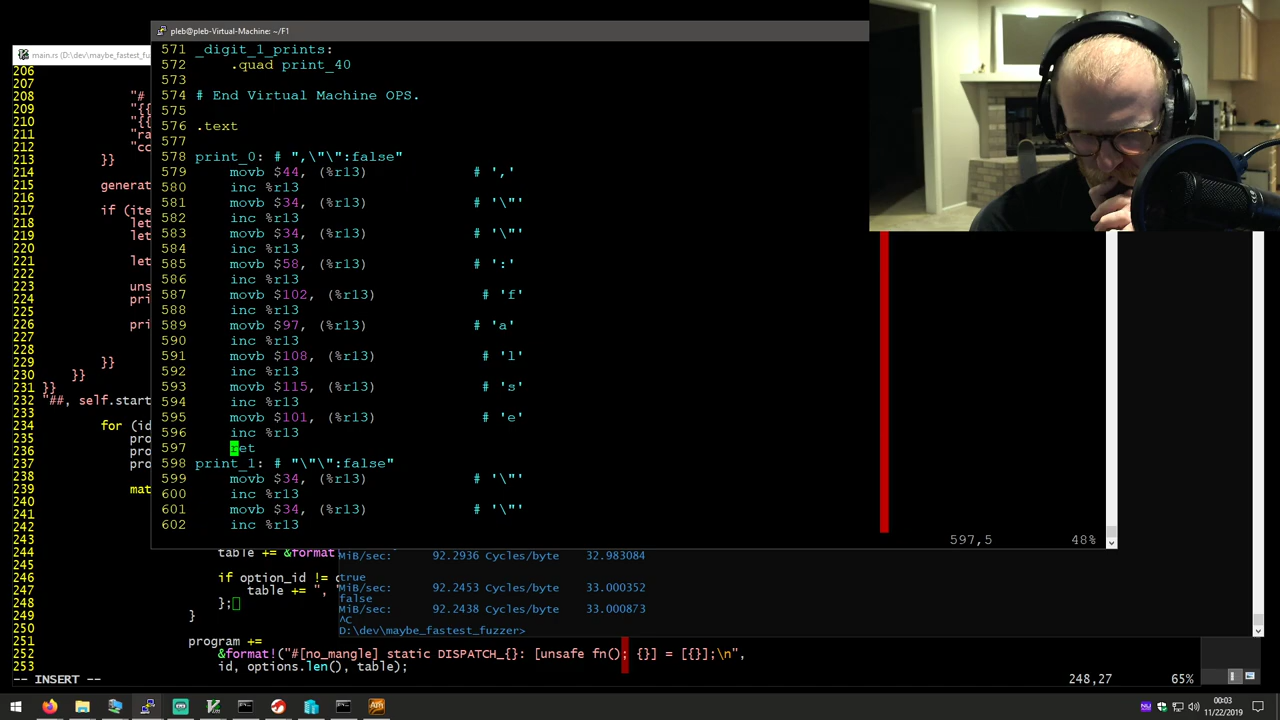 pleb@pleb-Virtual-Machine: ~/F1
571 _digit_1_prints:
572 .quad print_40
573
574 # End Virtual Machine OPS.
575
576 .text
577
578 print_0: # ",\"\":false"
579 movb $44, (%r13) # ','
580 inc %r13
581 movb $34, (%r13) # '\"'
582 inc %r13
583 movb $34, (%r13) # '\"'
584 inc %r13
585 movb $58, (%r13) # ':'
586 inc %r13
587 movb $102, (%r13) # 'f'
588 inc %r13
589 movb $97, (%r13) # 'a'
590 inc %r13
591 movb $108, (%r13) # 'l'
592 inc %r13
593 movb $115, (%r13) # 's'
594 inc %r13
595 movb $101, (%r13) # 'e'
596 inc %r13
597 ret
598 print_1: # "\"\":false"
599 movb $34, (%r13) # '\"'
600 inc %r13
601 movb $34, (%r13) # '\"'
602 inc %r13
597,5 48%
main.rs (D:\dev\maybe_fastest_fuz
206
207
208 "#
209 "{{
210 "{{
211 "ra
212 "cc
213 }}
214
215 generat
216
217 if (ite
218 let
219 let
220
221 let
222
223 uns
224 pri
225
226 pri
227
228
229 }}
230 }}
231 }}
232 "##, self.start
233
234 for (id
235 pro
236 pro
237 pro
238
239 mat
240
241
242
243
244 table += &format
245
246 if option_id != c
247 table += ", "
248 };
249 }
250
251 program +=
252 &format!("#[no_mangle] static DISPATCH_{}: [unsafe fn(); {}] = [{}];\n",
253 id, options.len(), table);
-- INSERT -- 248,27 65%
MiB/sec: 92.2936 Cycles/byte 32.983084
true
MiB/sec: 92.2453 Cycles/byte 33.000352
false
MiB/sec: 92.2438 Cycles/byte 33.000873
^C
D:\dev\maybe_fastest_fuzzer>
00:03
11/22/2019